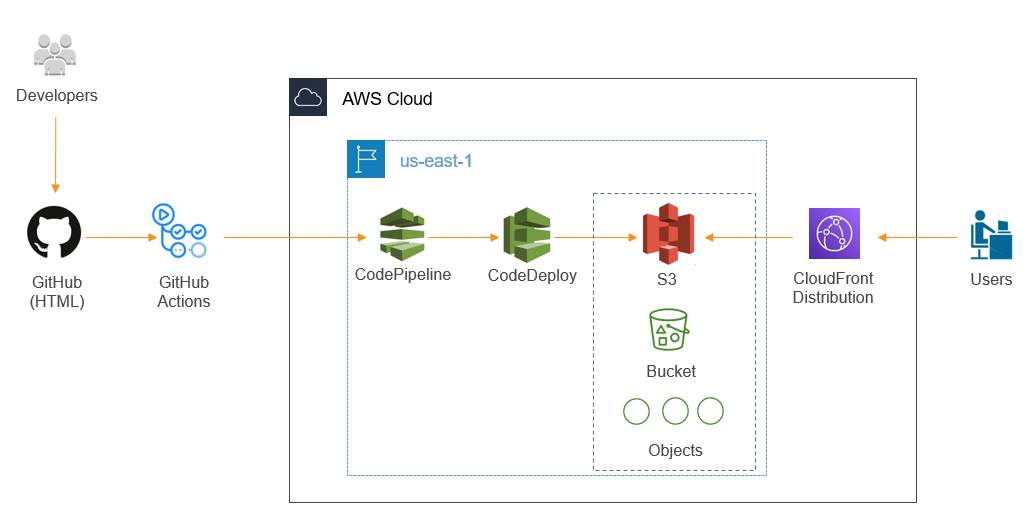 Developers
AWS Cloud
us-east-1
GitHub
(HTML)
GitHub
Actions
CodePipeline
CodeDeploy
S3
CloudFront
Distribution
Users
Bucket
Objects